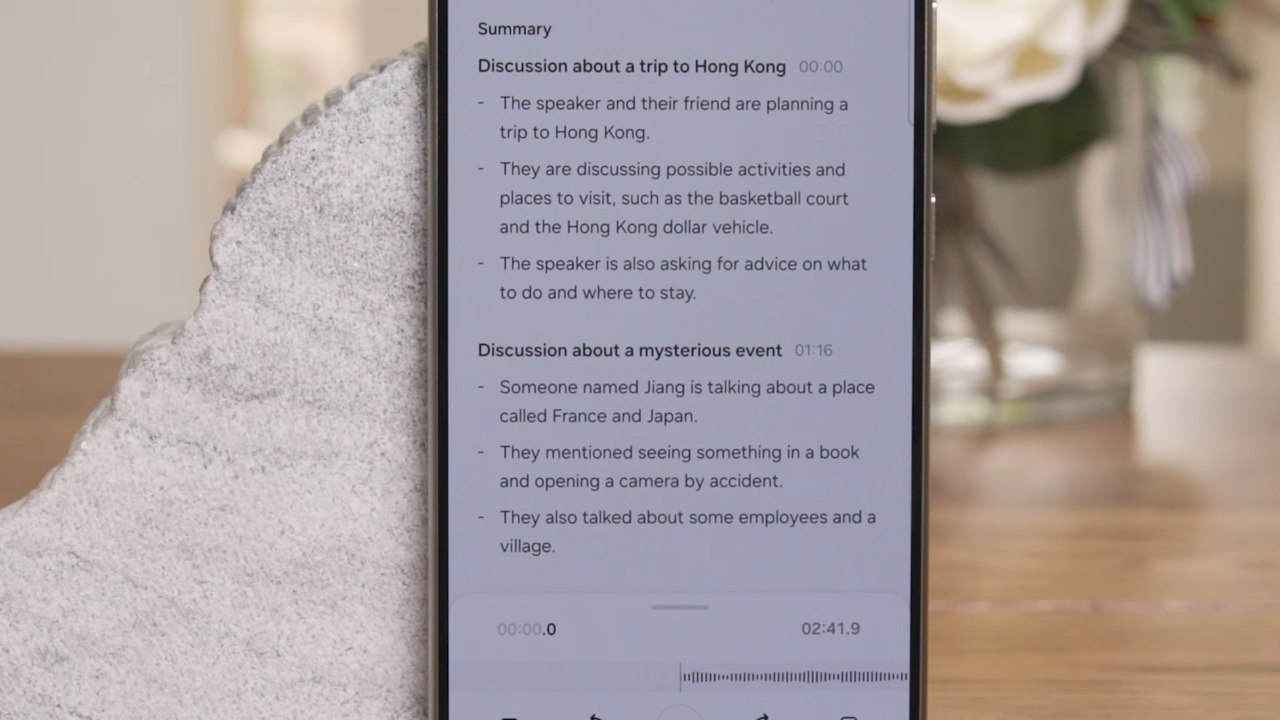 Summary
Discussion about a trip to Hong Kong 00:00
- The speaker and their friend are planning a
trip to Hong Kong.
- They are discussing possible activities and
places to visit, such as the basketball court
and the Hong Kong dollar vehicle.
- The speaker is also asking for advice on what
to do and where to stay.
Discussion about a mysterious event 01:16
- Someone named Jiang is talking about a place
called France and Japan.
- They mentioned seeing something in a book
and opening a camera by accident.
- They also talked about some employees and a
village.
00:00.0 02:41.9